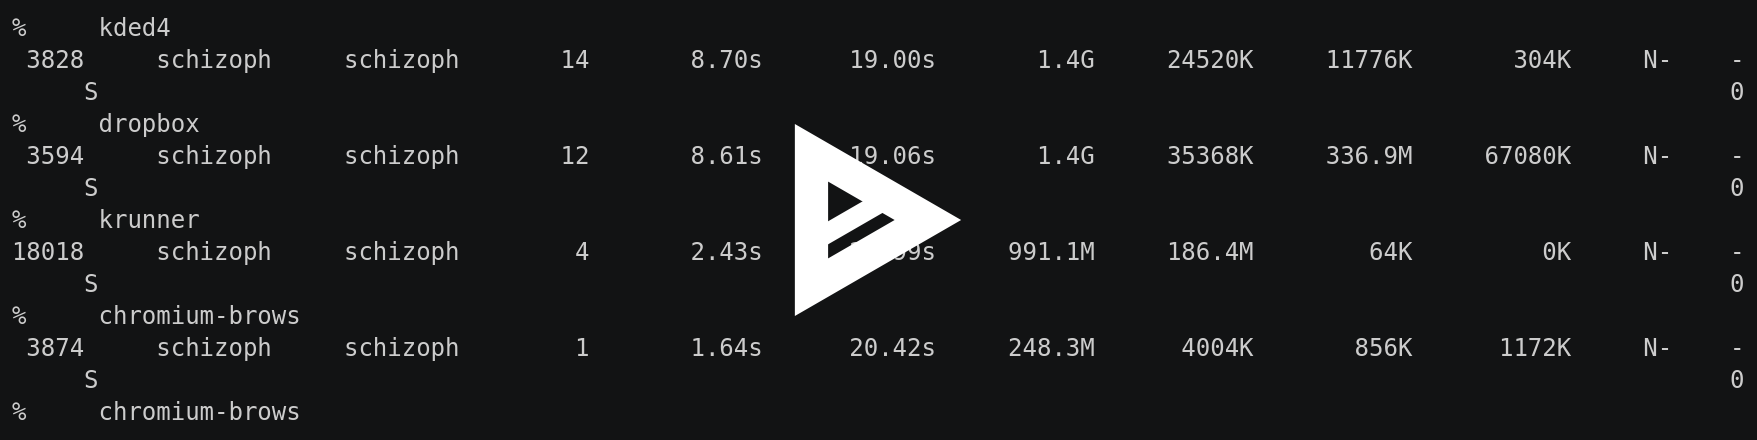 % kded4
3828 schizoph schizoph 14 8.70s 19.00s 1.4G 24520K 11776K 304K N- -
S 0
% dropbox
3594 schizoph schizoph 12 8.61s 19.06s 1.4G 35368K 336.9M 67080K N- -
S 0
% krunner
18018 schizoph schizoph 4 2.43s 991.1M 186.4M 64K 0K N- -
S 0
% chromium-brows
3874 schizoph schizoph 1 1.64s 20.42s 248.3M 4004K 856K 1172K N- -
S 0
% chromium-brows